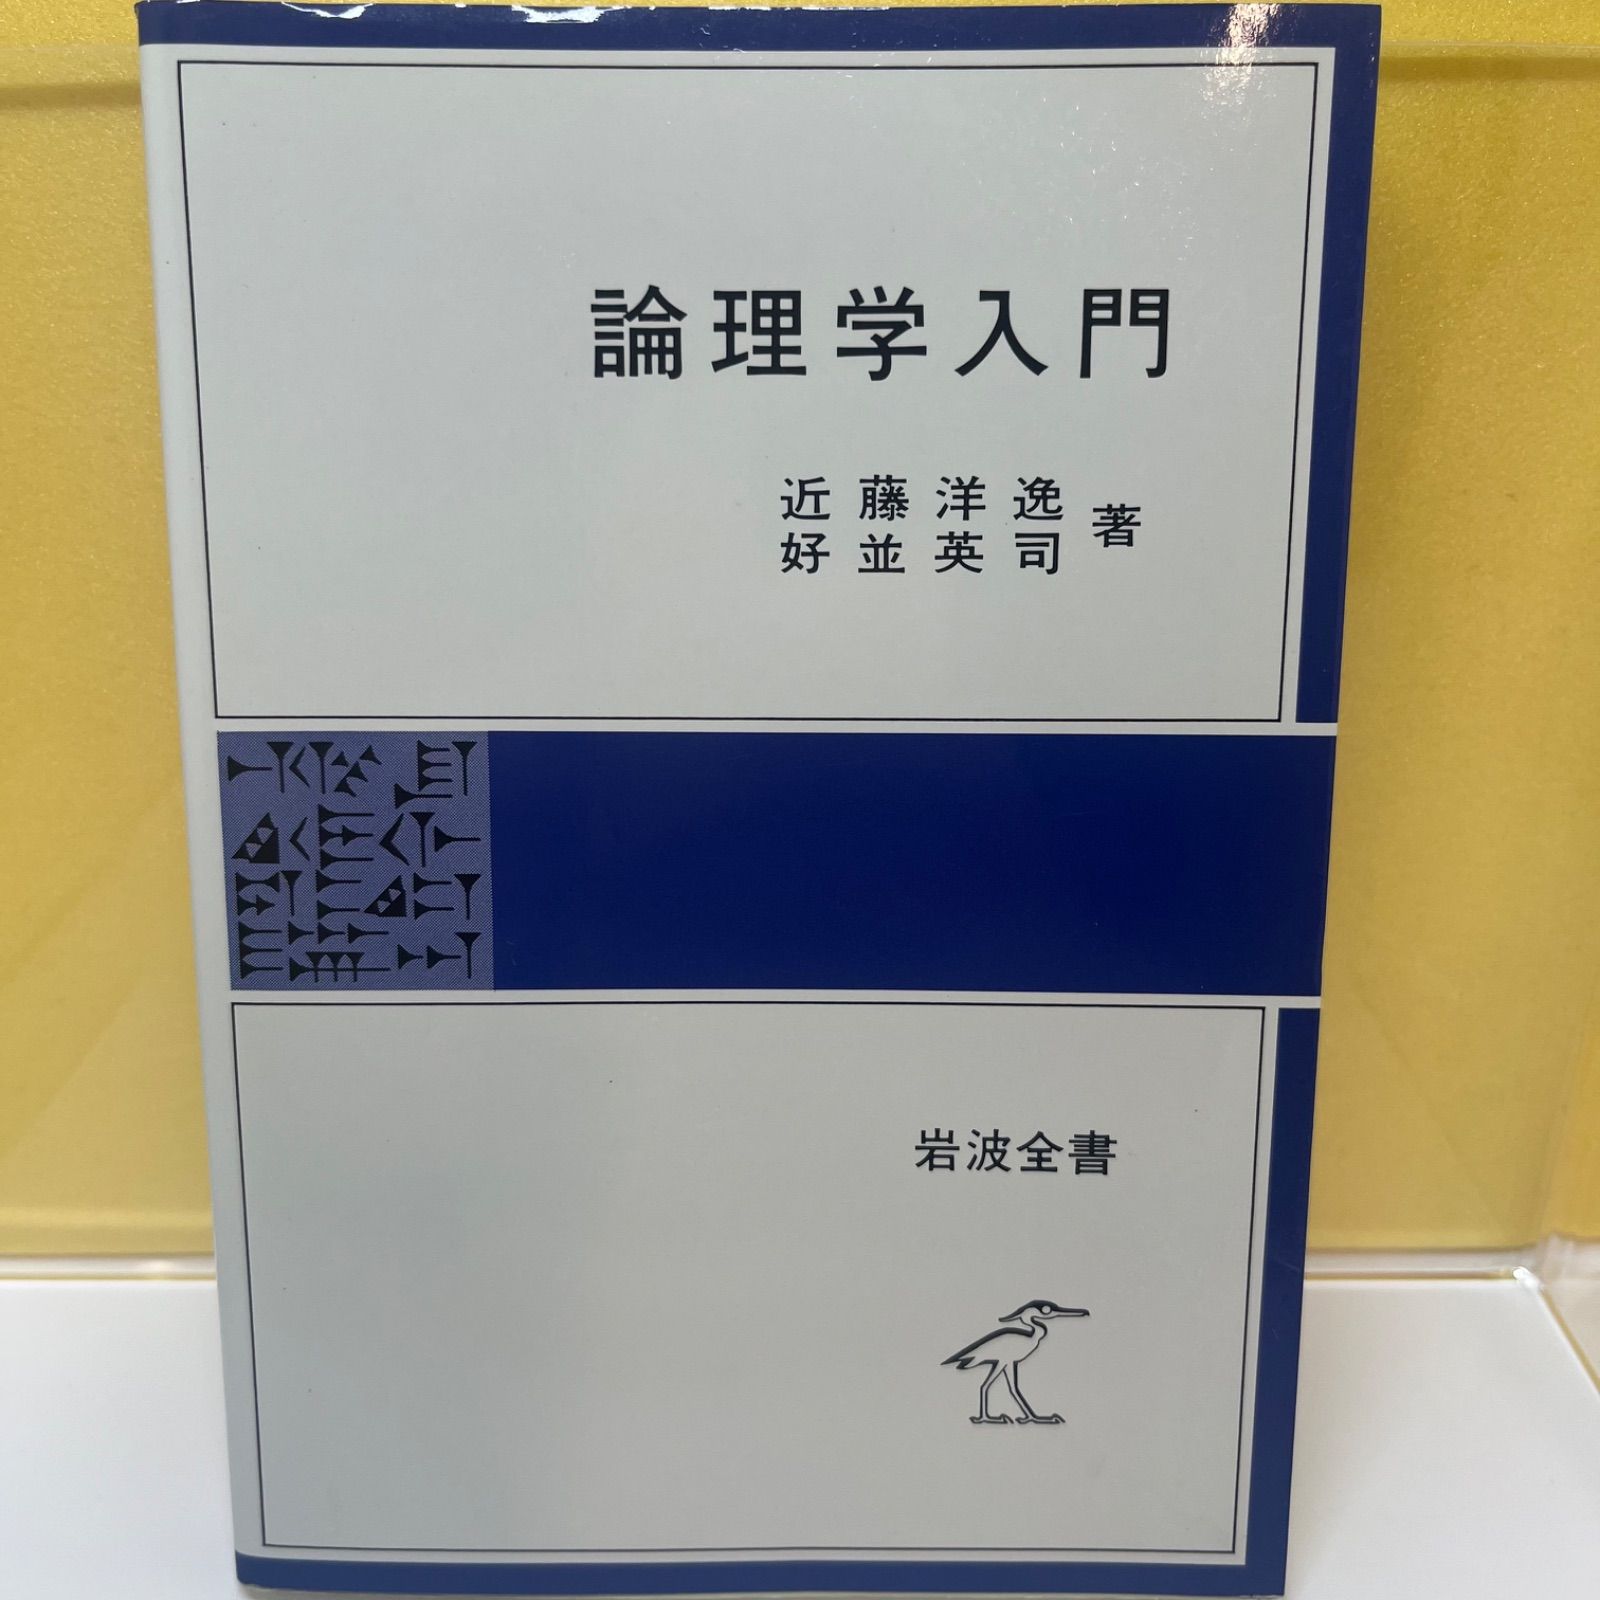 論理学入門
近藤洋逸
好並英司 著
岩波全書